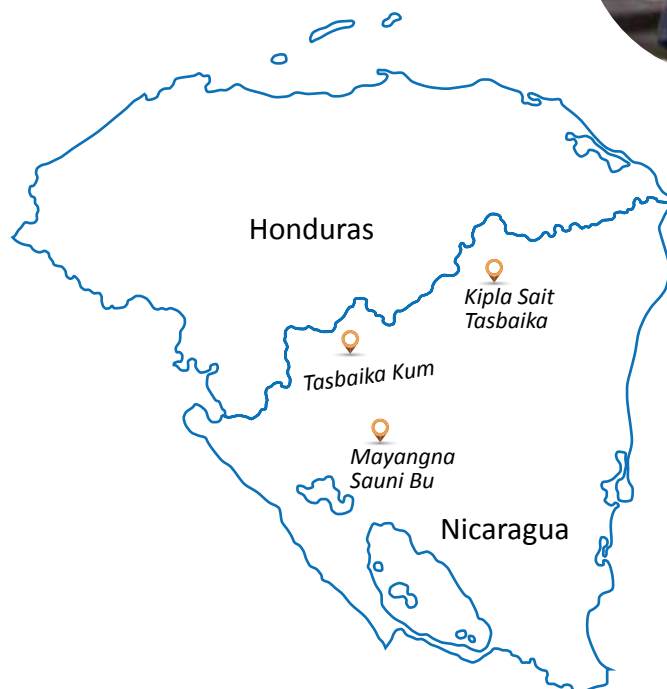 Honduras
Kipla Sait
Tasbaika
Tasbaika Kum
Mayangna
Sauni Bu
Nicaragua